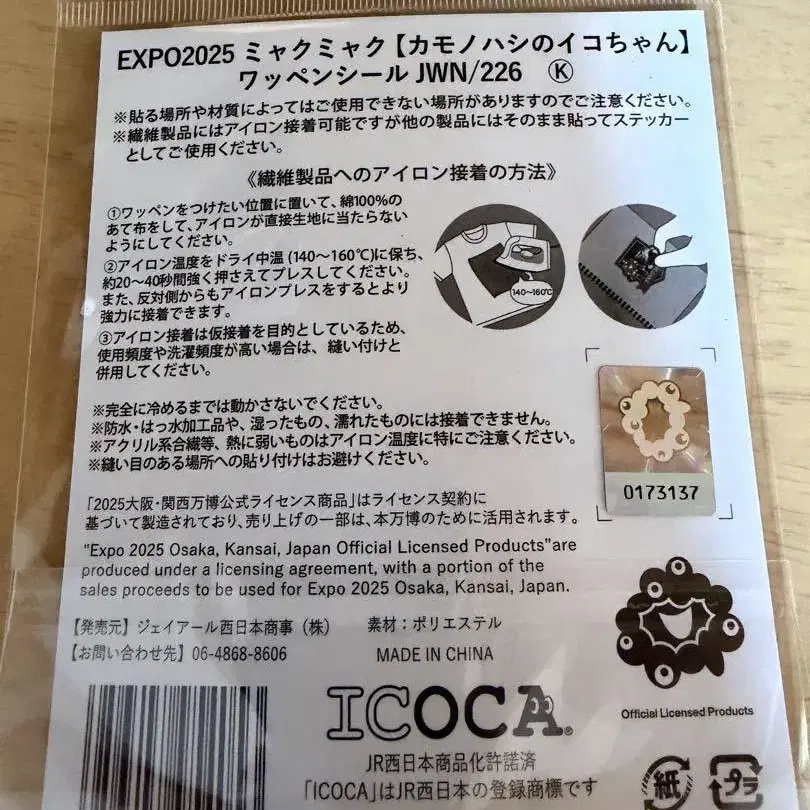 EXPO2025 ミャクミャク【カモノハシのイコちゃん】
ワッペンシール JWN/226 Ⓚ
※貼る場所や材質によってはご使用できない場所がありますのでご注意ください。
※繊維製品にはアイロン接着可能ですが他の製品にはそのまま貼ってステッカー
としてご使用ください。
《繊維製品へのアイロン接着の方法》
①ワッペンをつけたい位置に置いて、綿100%の
あて布をして、アイロンが直接生地に当たらない
ようにしてください。
②アイロン温度をドライ中温(140〜160℃)に保ち、
約20〜40秒間強く押さえてプレスしてください。
また、反対側からもアイロンプレスをするとより
強力に接着できます。
③アイロン接着は仮接着を目的としているため、
使用頻度や洗濯頻度が高い場合は、縫い付けと
併用してください。
140〜160℃
※完全に冷めるまでは動かさないでください。
※防水・はっ水加工品や、湿ったもの、濡れたものには接着できません。
※アクリル系合繊等、熱に弱いものはアイロン温度に特にご注意ください。
※縫い目のある場所への貼り付けはお避けください。
0173137
「2025大阪・関西万博公式ライセンス商品」はライセンス契約に
基づいて製造されており、売り上げの一部は、本万博のために活用されます。
"Expo 2025 Osaka, Kansai, Japan Official Licensed Products"are
produced under a licensing agreement, with a portion of the
sales proceeds to be used for Expo 2025 Osaka, Kansai, Japan.
【発売元】ジェイアール西日本商事(株) 素材:ポリエステル
【お問い合わせ先】06-4868-8606 MADE IN CHINA
Official Licensed Products
ICOCA®
JR西日本商品化許諾済
「ICOCA」はJR西日本の登録商標です
紙
プラ